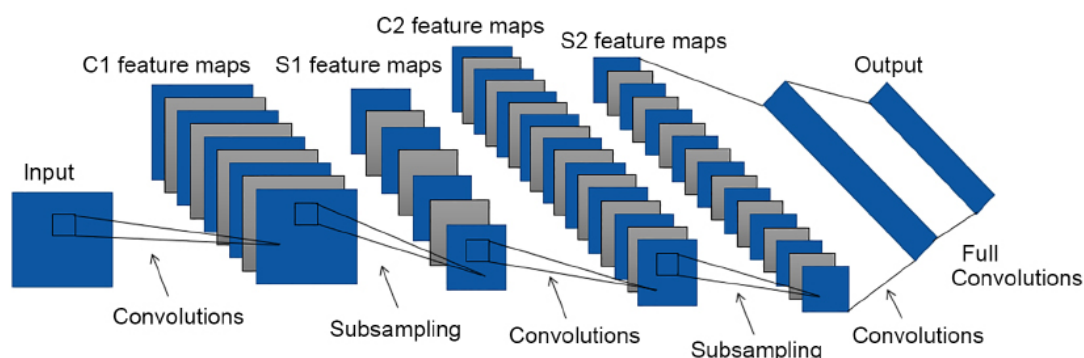 C2 feature maps
S2 feature maps
C1 feature maps
S1 feature maps
Output
Input
Full
Convolutions
Convolutions
Subsampling
Convolutions
Subsampling
Convolutions